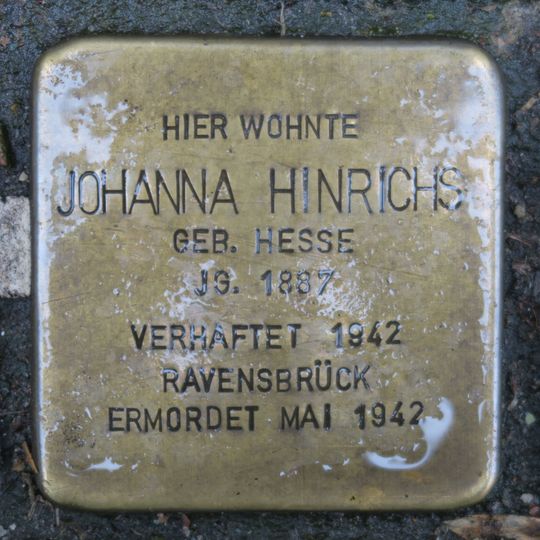 HIER WOHNTE
JOHANNA HINRICHS
GEB. HESSE
JG. 1887
VERHAFTET 1942
RAVENSBRÜCK
ERMORDET MAI 1942